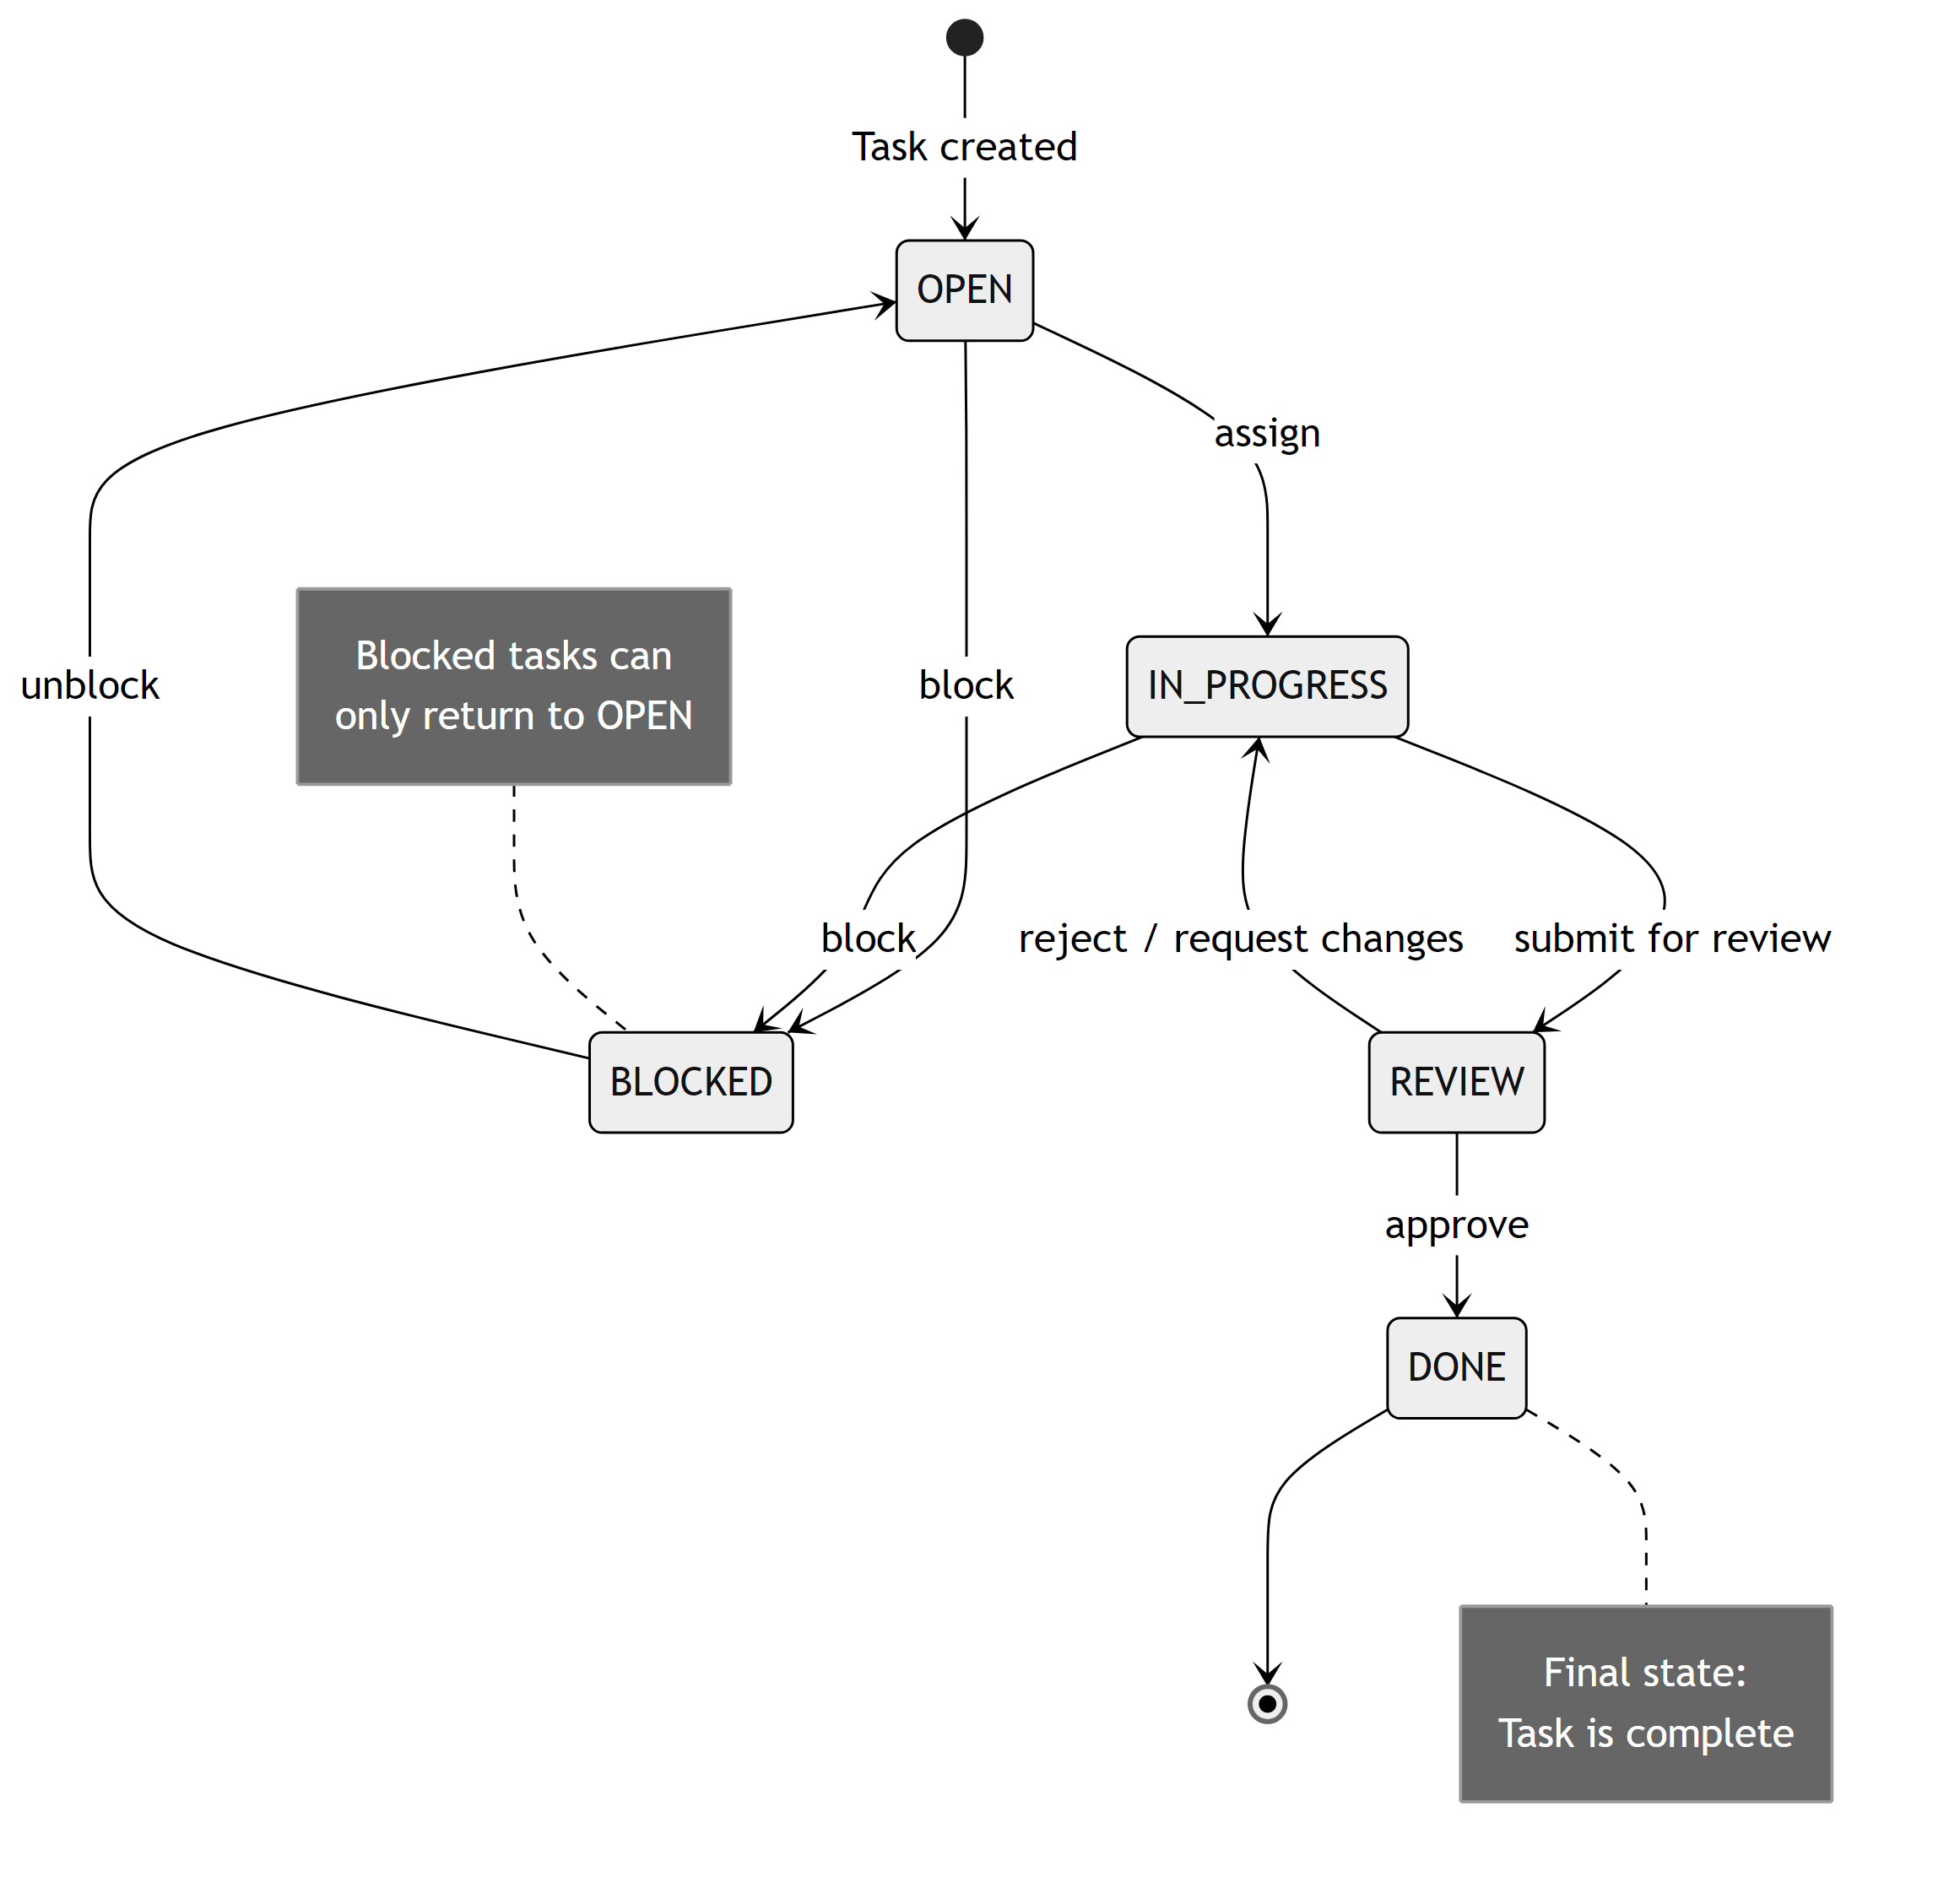 Task created
OPEN
assign
Blocked tasks can
only return to OPEN
unblock
block
IN_PROGRESS
block
reject / request changes
submit for review
BLOCKED
REVIEW
approve
DONE
Final state:
Task is complete